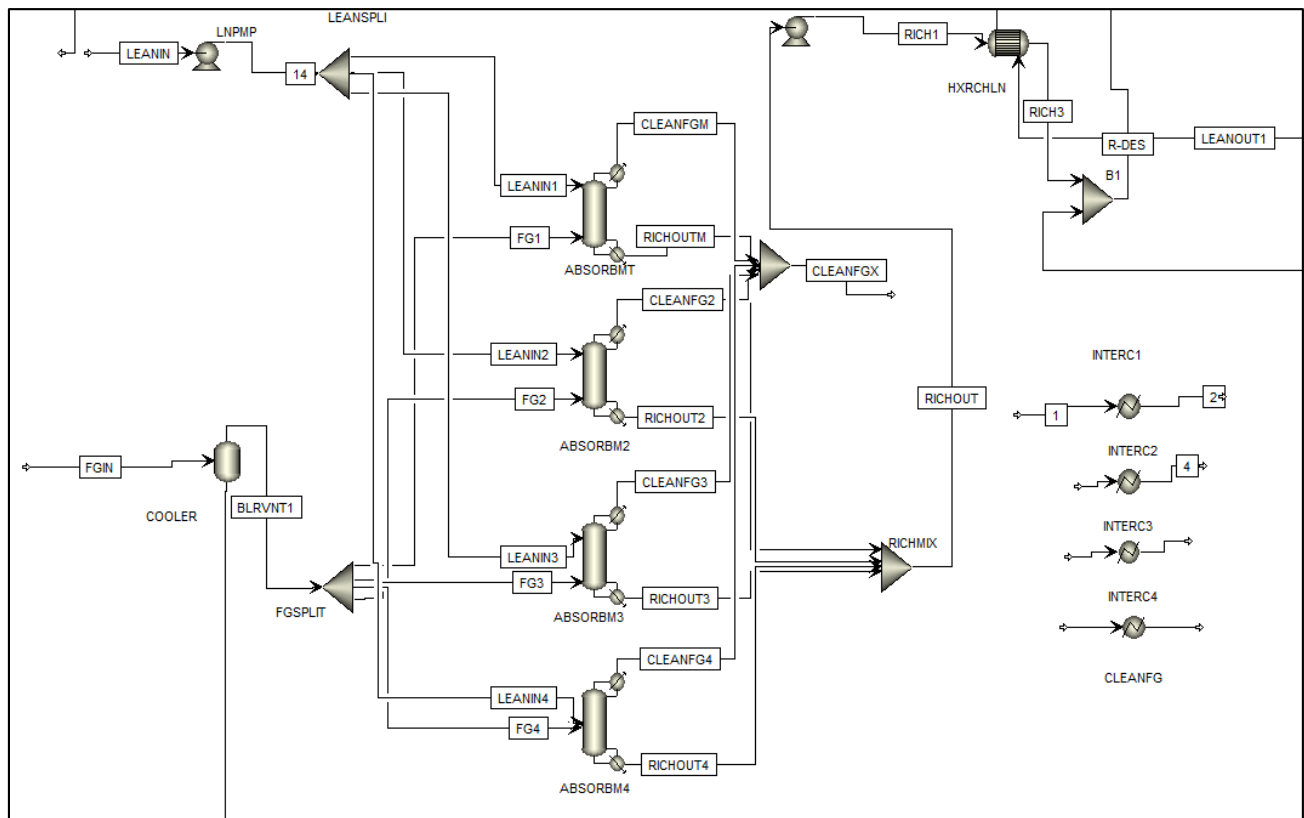 LEANSPLI
LNPMP
LEANIN
14
RICH1
HXRCHLN
RICH3
R-DES
LEANOUT1
B1
CLEANFGM
LEANIN1
FG1
RICHOUTM
ABSORBMT
CLEANFGX
CLEANFG2
LEANIN2
FG2
RICHOUT2
ABSORBM2
INTERC1
1
2
RICHOUT
INTERC2
4
FGIN
COOLER
BLRVNT1
CLEANFG3
LEANIN3
FG3
RICHOUT3
ABSORBM3
FGSPLIT
RICHMIX
INTERC3
INTERC4
CLEANFG4
LEANIN4
FG4
RICHOUT4
ABSORBM4
CLEANFG